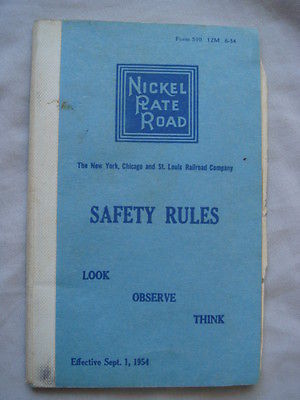 Form 510 12M 6-54
NICKEL
PLATE
ROAD
The New York, Chicago and St. Louis Railroad Company
SAFETY RULES
LOOK
OBSERVE
THINK
Effective Sept. 1, 1954